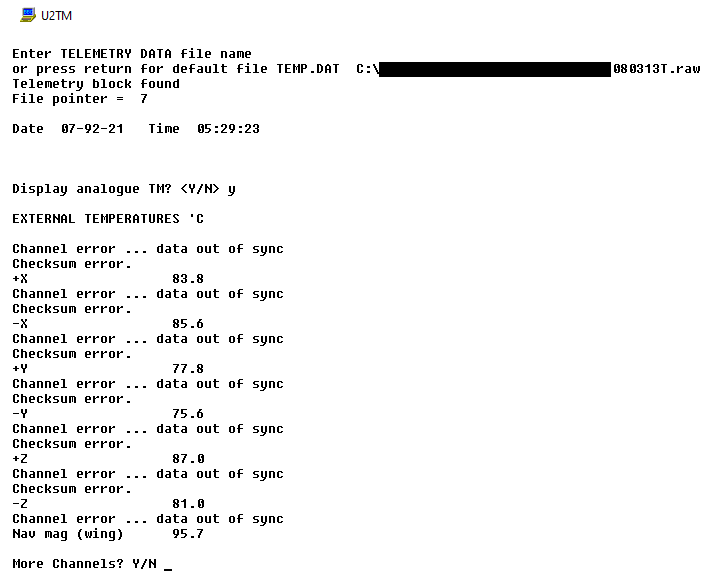 U2TM
Enter TELEMETRY DATA file name
or press return for default file TEMP.DAT  C:\080313T.raw
Telemetry block found
File pointer =  7
Date  07-92-21   Time  05:29:23
Display analogue TM? <Y/N> y
EXTERNAL TEMPERATURES 'C
Channel error ... data out of sync
Checksum error.
+X                  83.8
Channel error ... data out of sync
Checksum error.
-X                  85.6
Channel error ... data out of sync
Checksum error.
+Y                  77.8
Channel error ... data out of sync
Checksum error.
-Y                  75.6
Channel error ... data out of sync
Checksum error.
+Z                  87.0
Channel error ... data out of sync
Checksum error.
-Z                  81.0
Channel error ... data out of sync
Nav mag (wing)      95.7
More Channels? Y/N _